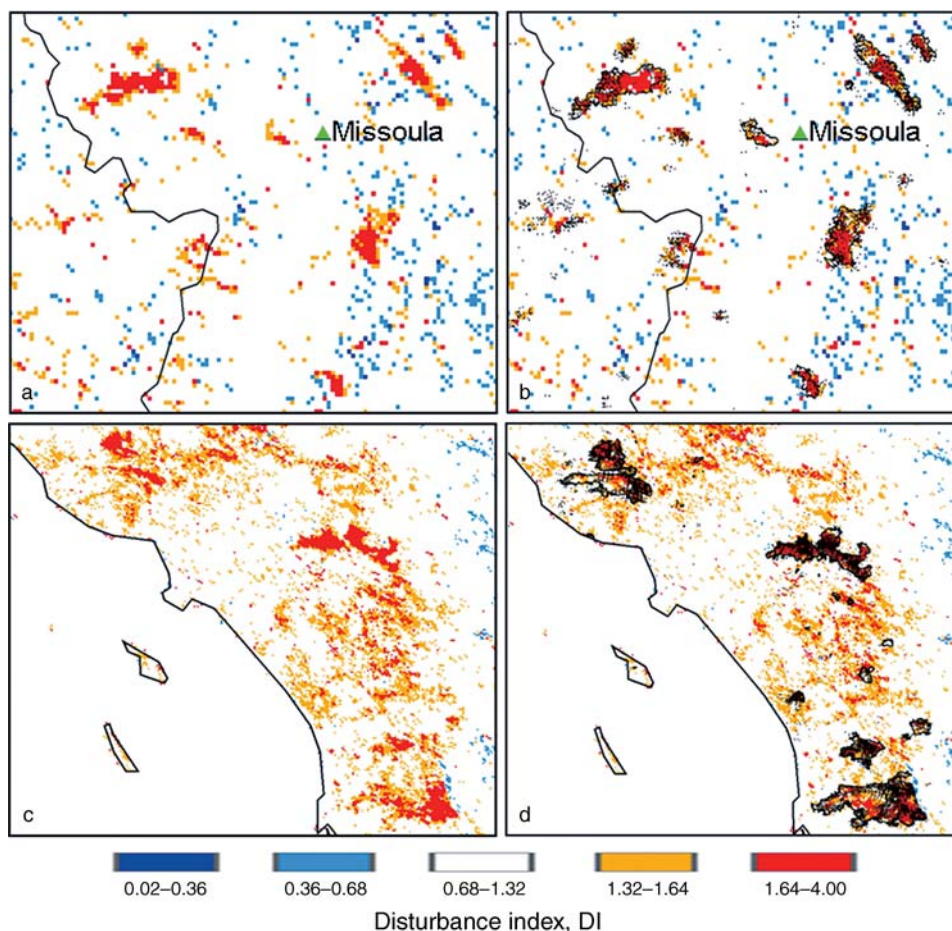 Missoula
Missoula
a
b
c
d
0.02–0.36
0.36–0.68
0.68–1.32
1.32–1.64
1.64–4.00
Disturbance index, DI